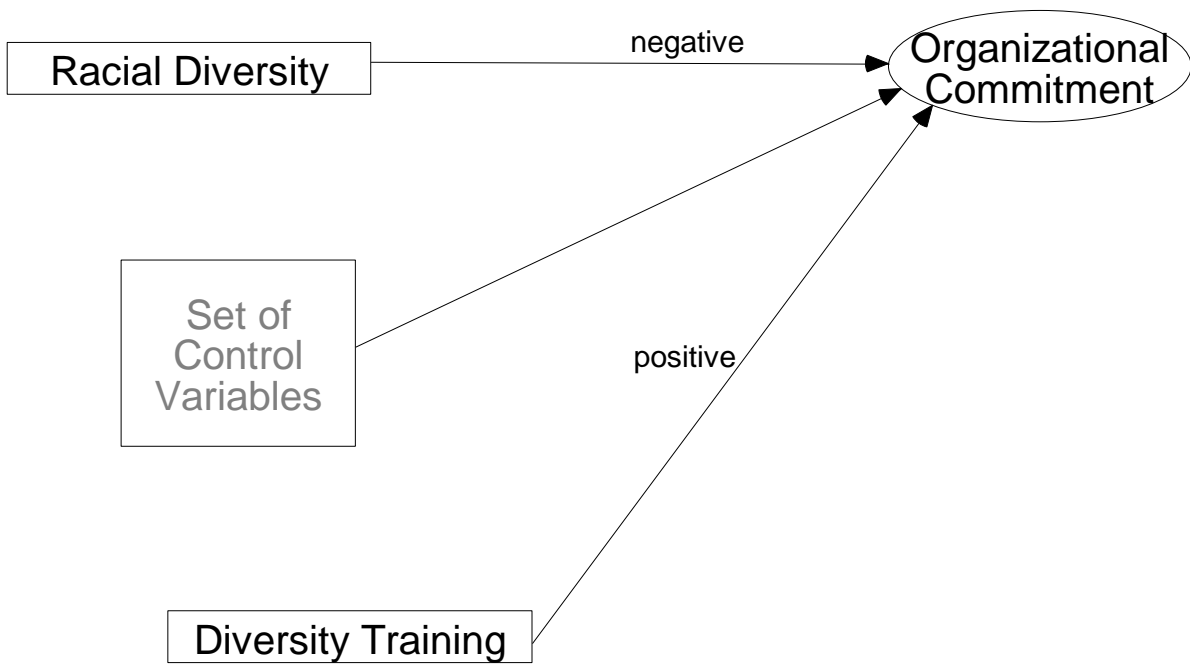 negative
Organizational
Commitment
Racial Diversity
Set of
Control
Variables
positive
Diversity Training